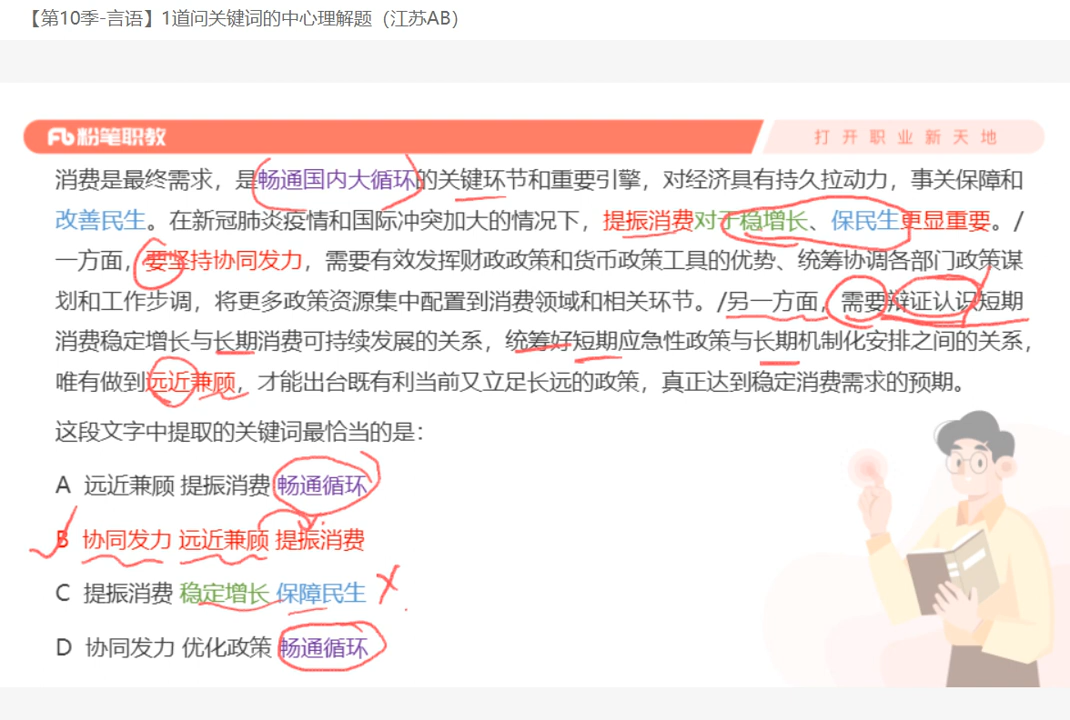 【第10季-言语】1道问关键词的中心理解题（江苏AB）
Fb粉笔职教
打开职业新天地
消费是最终需求，是畅通国内大循环的关键环节和重要引擎，对经济具有持久拉动力，事关保障和
改善民生。在新冠肺炎疫情和国际冲突加大的情况下，提振消费对于稳增长、保民生更显重要。/
一方面，要坚持协同发力，需要有效发挥财政政策和货币政策工具的优势、统筹协调各部门政策谋
划和工作步调，将更多政策资源集中配置到消费领域和相关环节。/另一方面，需要辩证认识短期
消费稳定增长与长期消费可持续发展的关系，统筹好短期应急性政策与长期机制化安排之间的关系，
唯有做到远近兼顾，才能出台既有利当前又立足长远的政策，真正达到稳定消费需求的预期。
这段文字中提取的关键词最恰当的是：
A 远近兼顾 提振消费 畅通循环
B 协同发力 远近兼顾 提振消费
C 提振消费 稳定增长 保障民生
D 协同发力 优化政策 畅通循环